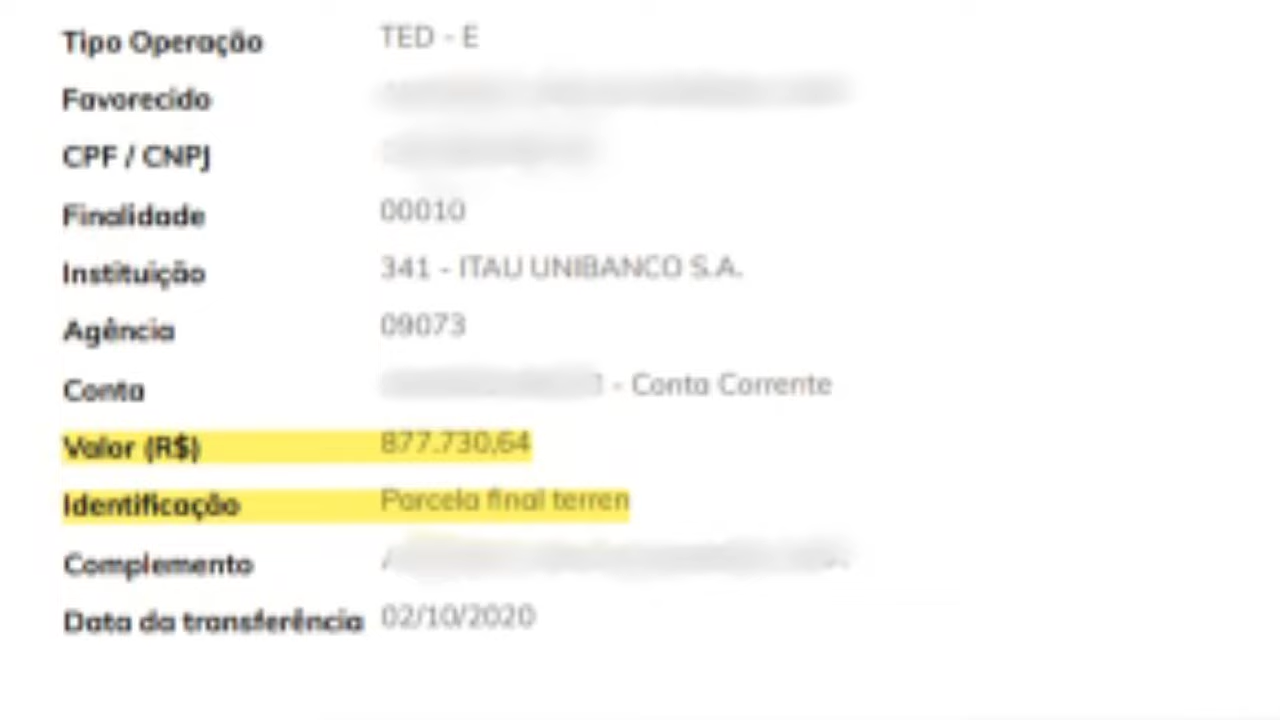 Tipo Operação TED - E
Favorecido
CPF / CNPJ
Finalidade 00010
Instituição 341 - ITAU UNIBANCO S.A.
Agência 09073
Conta - Conta Corrente
Valor (R$) 877.730,64
Identificação Parcela final terren
Complemento
Data da transferência 02/10/2020